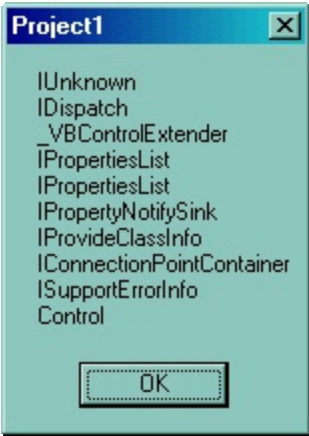 Project1
IUnknown
IDispatch
_VBControlExtender
IPropertiesList
IPropertiesList
IPropertyNotifySink
IProvideClassInfo
IConnectionPointContainer
ISupportErrorInfo
Control
OK